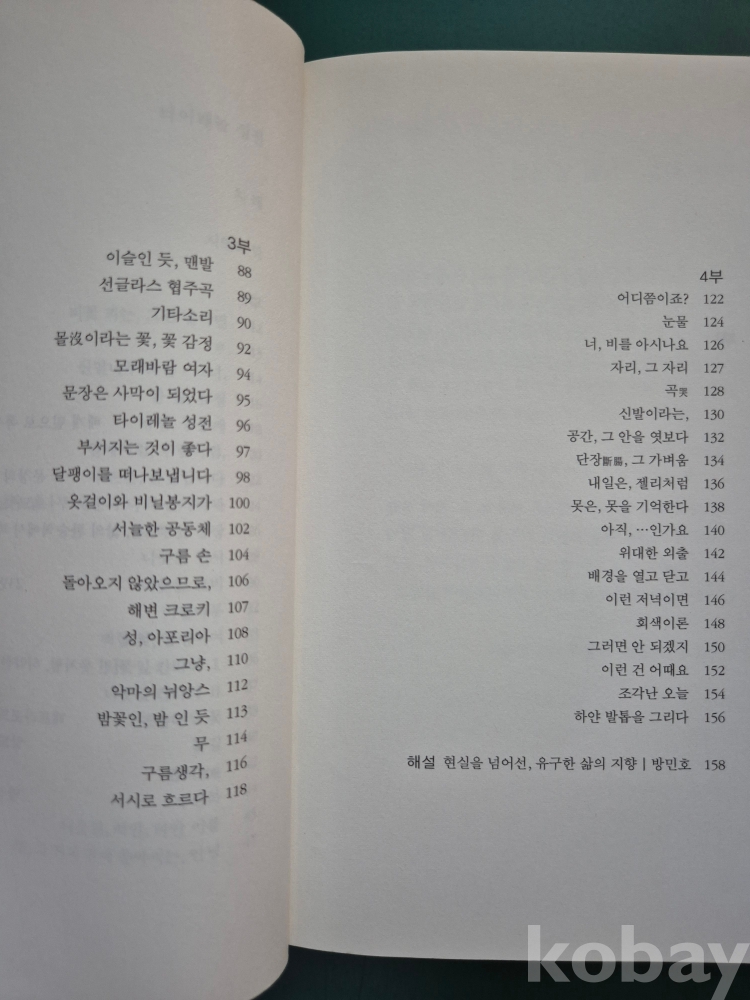 3부
이슬인 듯, 맨발 88
선글라스 협주곡 89
기타소리 90
몰沒이라는 꽃, 꽃 감정 92
모래바람 여자 94
문장은 사막이 되었다 95
타이레놀 성전 96
부서지는 것이 좋다 97
달팽이를 떠나보냅니다 98
옷걸이와 비닐봉지가 100
서늘한 공동체 102
구름 손 104
돌아오지 않았으므로, 106
해변 크로키 107
성, 아포리아 108
그냥, 110
악마의 뉘앙스 112
밤꽃인, 밤 인 듯 113
무 114
구름생각, 116
서시로 흐르다 118
4부
어디쯤이죠? 122
눈물 124
너, 비를 아시나요 126
자리, 그 자리 127
곡哭 128
신발이라는, 130
공간, 그 안을 엿보다 132
단장斷腸, 그 가벼움 134
내일은, 젤리처럼 136
못은, 못을 기억한다 138
아직, …인가요 140
위대한 외출 142
배경을 열고 닫고 144
이런 저녁이면 146
회색이론 148
그러면 안 되겠지 150
이런 건 어때요 152
조각난 오늘 154
하얀 발톱을 그리다 156
해설 현실을 넘어선, 유구한 삶의 지향 | 방민호 158
kobay